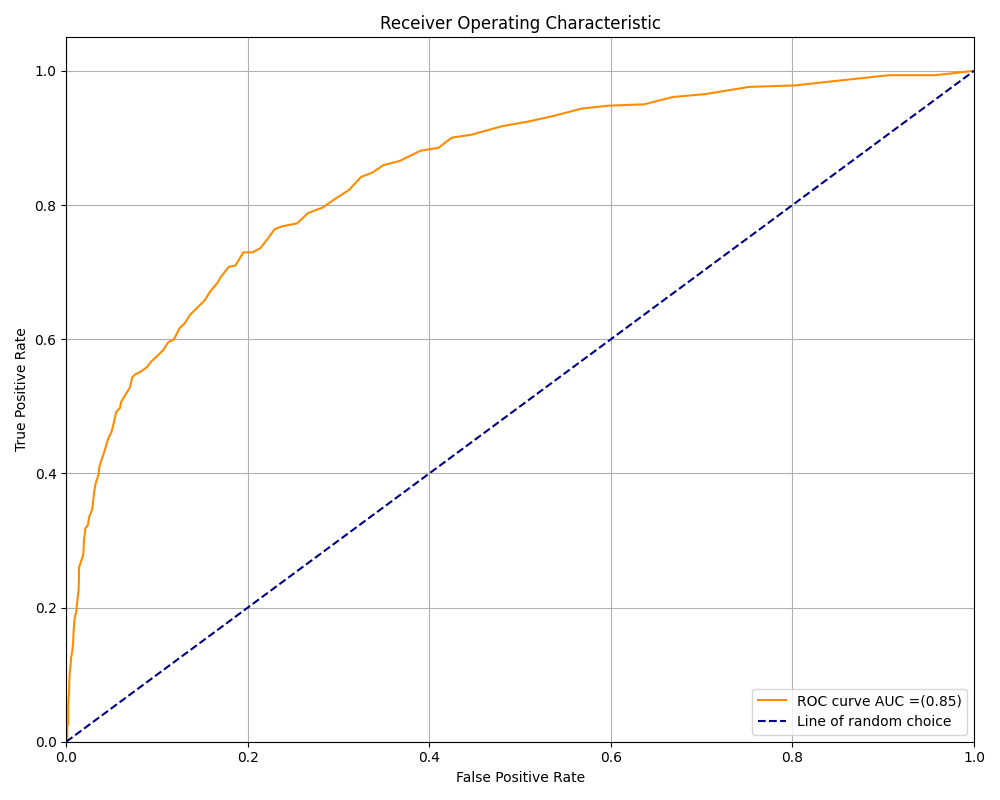 Receiver Operating Characteristic
True Positive Rate
1.0
0.8
0.6
0.4
0.2
0.0
ROC curve AUC =(0.85)
Line of random choice
0.0 0.2 0.4 0.6 0.8 1.0
False Positive Rate